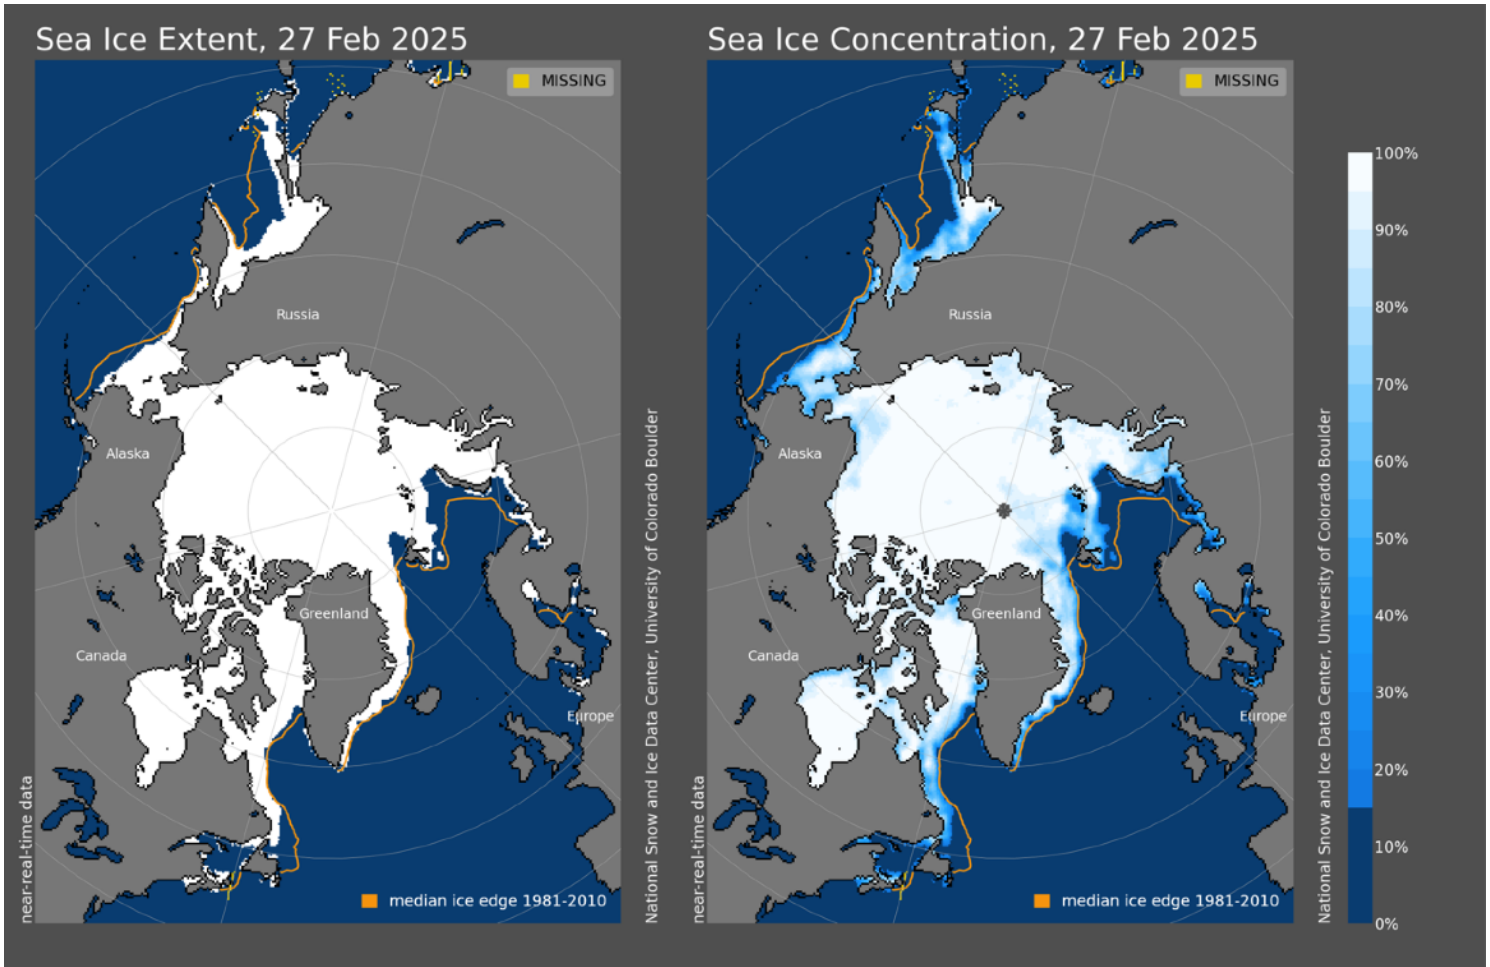 Sea Ice Extent, 27 Feb 2025
MISSING
Russia
Alaska
Greenland
Canada
Europe
median ice edge 1981-2010
near-real-time data
National Snow and Ice Data Center, University of Colorado Boulder
Sea Ice Concentration, 27 Feb 2025
MISSING
Russia
Alaska
Greenland
Canada
Europe
median ice edge 1981-2010
near-real-time data
National Snow and Ice Data Center, University of Colorado Boulder
100%
90%
80%
70%
60%
50%
40%
30%
20%
10%
0%